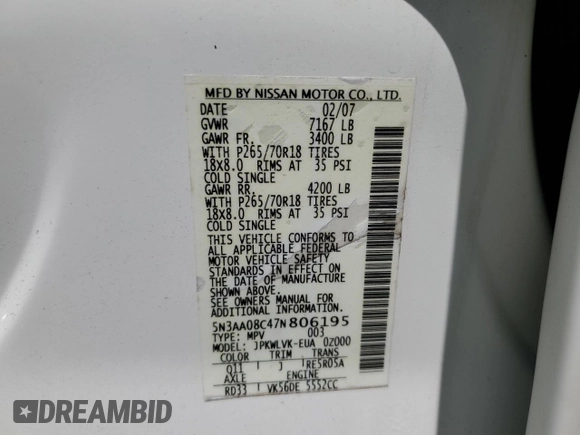 MFD BY NISSAN MOTOR CO., LTD.
DATE 02/07
GVWR 7167 LB
GAWR FR. 3400 LB
WITH P265/70R18 TIRES
18X8.0 RIMS AT 35 PSI
COLD SINGLE
GAWR RR. 4200 LB
WITH P265/70R18 TIRES
18X8.0 RIMS AT 35 PSI
COLD SINGLE
THIS VEHICLE CONFORMS TO
ALL APPLICABLE FEDERAL
MOTOR VEHICLE SAFETY
STANDARDS IN EFFECT ON
THE DATE OF MANUFACTURE
SHOWN ABOVE.
SEE OWNERS MANUAL FOR
ADDITIONAL INFORMATION.
5N3AA08C47N806195
TYPE: MPV 003
MODEL: JPKWLVK-EUA 0Z000
COLOR TRIM TRANS
Q11 J RE5R05A
AXLE ENGINE
RD33 VK56DE 5552CC
DREAMBID